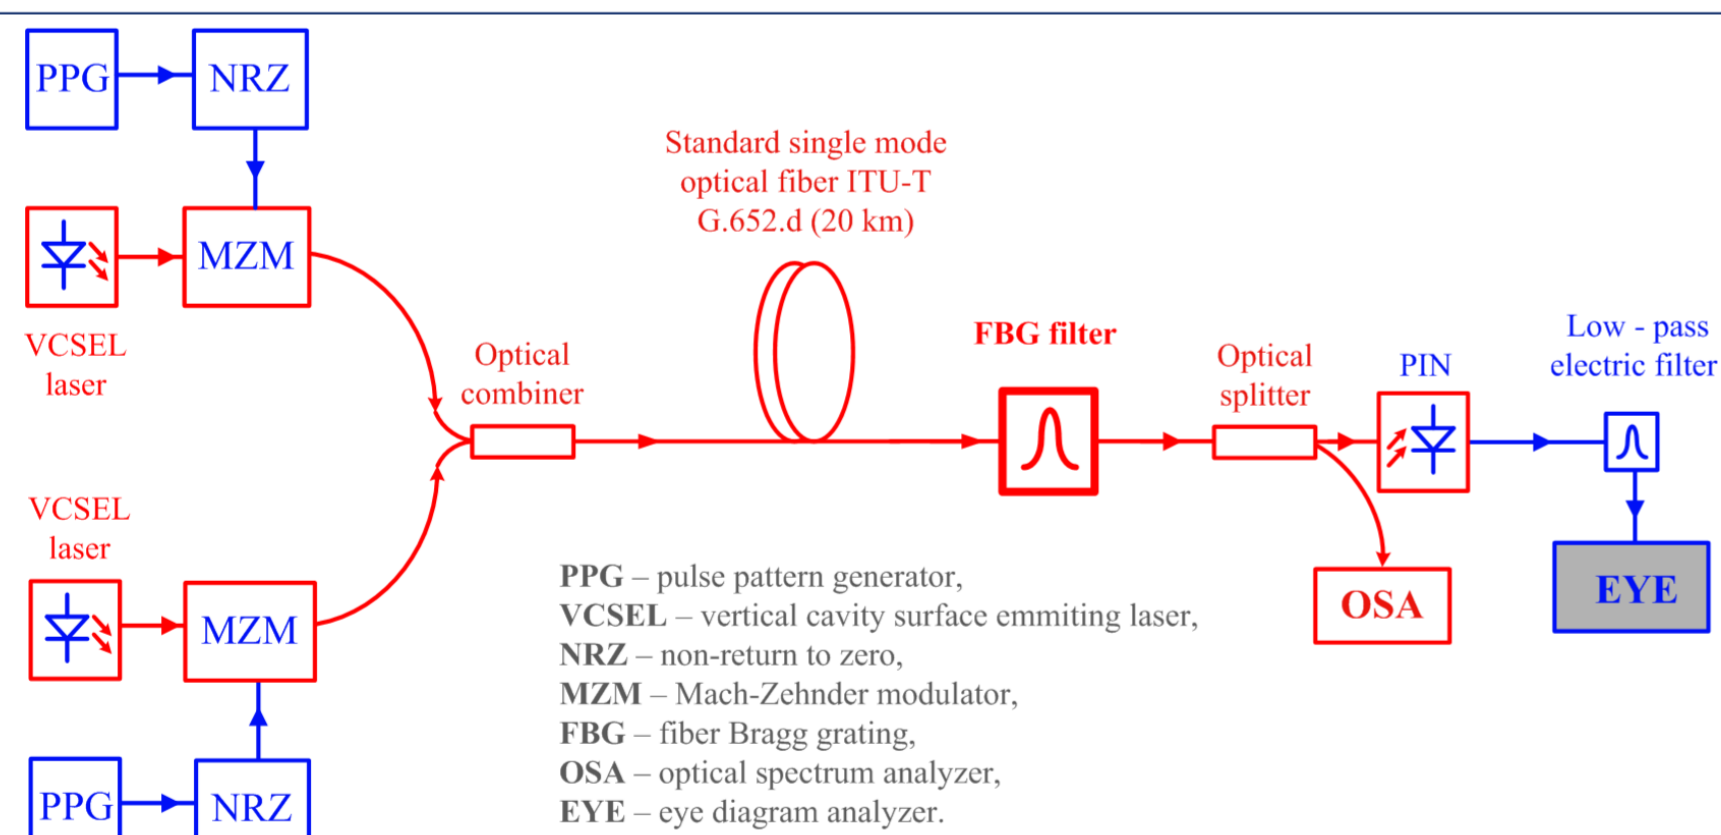 PPG
NRZ
Standard single mode
optical fiber ITU-T
G.652.d (20 km)
MZM
VCSEL
laser
Optical
combiner
FBG filter
Optical
splitter
PIN
Low - pass
electric filter
VCSEL
laser
MZM
OSA
EYE
PPG – pulse pattern generator,
VCSEL – vertical cavity surface emmiting laser,
NRZ – non-return to zero,
MZM – Mach-Zehnder modulator,
FBG – fiber Bragg grating,
OSA – optical spectrum analyzer,
EYE – eye diagram analyzer.
PPG
NRZ